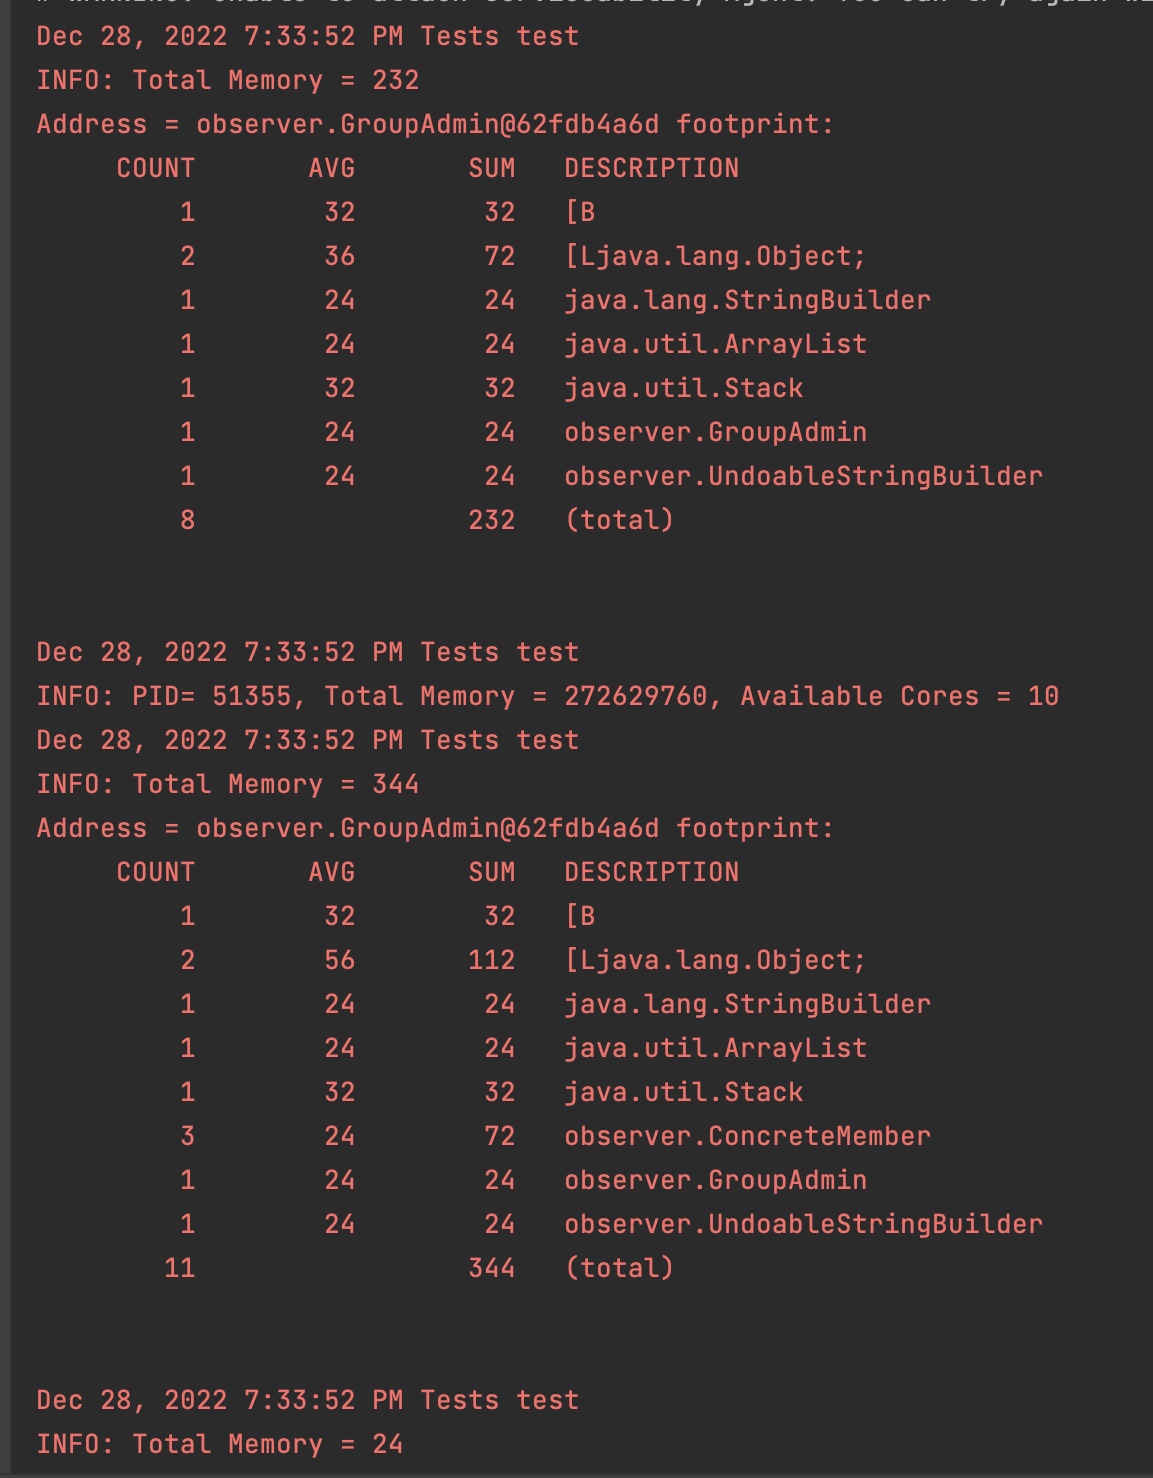 Dec 28, 2022 7:33:52 PM Tests test
INFO: Total Memory = 232
Address = observer.GroupAdmin@62fdb4a6d footprint:
     COUNT       AVG       SUM   DESCRIPTION
         1        32        32   [B
         2        36        72   [Ljava.lang.Object;
         1        24        24   java.lang.StringBuilder
         1        24        24   java.util.ArrayList
         1        32        32   java.util.Stack
         1        24        24   observer.GroupAdmin
         1        24        24   observer.UndoableStringBuilder
         8                 232   (total)
Dec 28, 2022 7:33:52 PM Tests test
INFO: PID= 51355, Total Memory = 272629760, Available Cores = 10
Dec 28, 2022 7:33:52 PM Tests test
INFO: Total Memory = 344
Address = observer.GroupAdmin@62fdb4a6d footprint:
     COUNT       AVG       SUM   DESCRIPTION
         1        32        32   [B
         2        56       112   [Ljava.lang.Object;
         1        24        24   java.lang.StringBuilder
         1        24        24   java.util.ArrayList
         1        32        32   java.util.Stack
         3        24        72   observer.ConcreteMember
         1        24        24   observer.GroupAdmin
         1        24        24   observer.UndoableStringBuilder
        11                 344   (total)
Dec 28, 2022 7:33:52 PM Tests test
INFO: Total Memory = 24